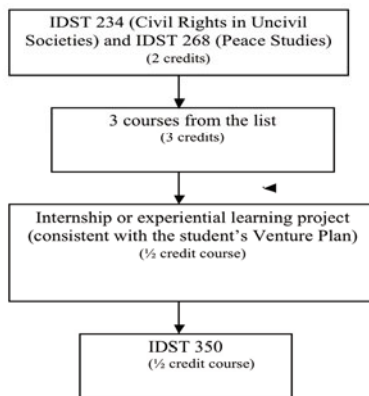 IDST 234 (Civil Rights in Uncivil
Societies) and IDST 268 (Peace Studies)
(2 credits)
3 courses from the list
(3 credits)
Internship or experiential learning project
(consistent with the student’s Venture Plan)
(½ credit course)
IDST 350
(½ credit course)